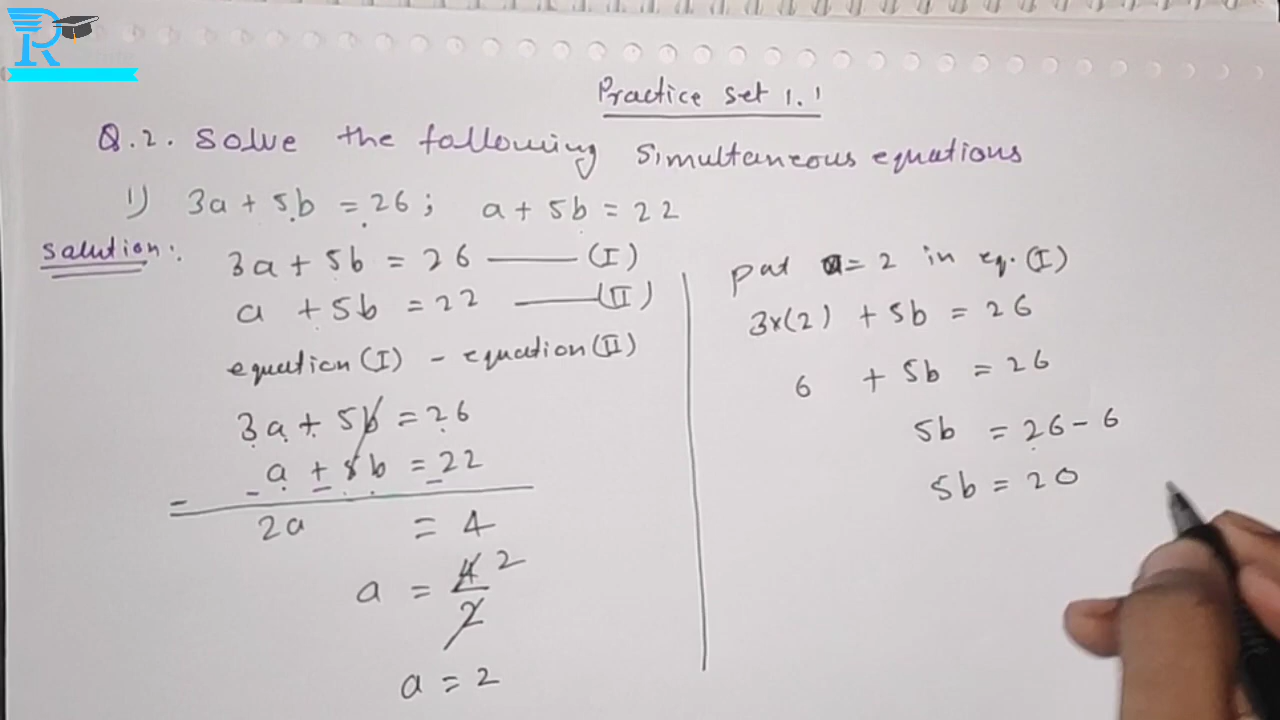 R
Practice set 1.1
Q.2. Solve the following simultaneous equations
1) 3a + 5b = 26; a + 5b = 22
Solution:
3a + 5b = 26 —— (I)
a + 5b = 22 —— (II)
equation (I) - equation (II)
3a + 5b = 26
a + 5b = 22
- - -
-
2a = 4
a = 4/2 2
a = 2
put a = 2 in eq. (I)
3x(2) + 5b = 26
6 + 5b = 26
5b = 26 - 6
5b = 20